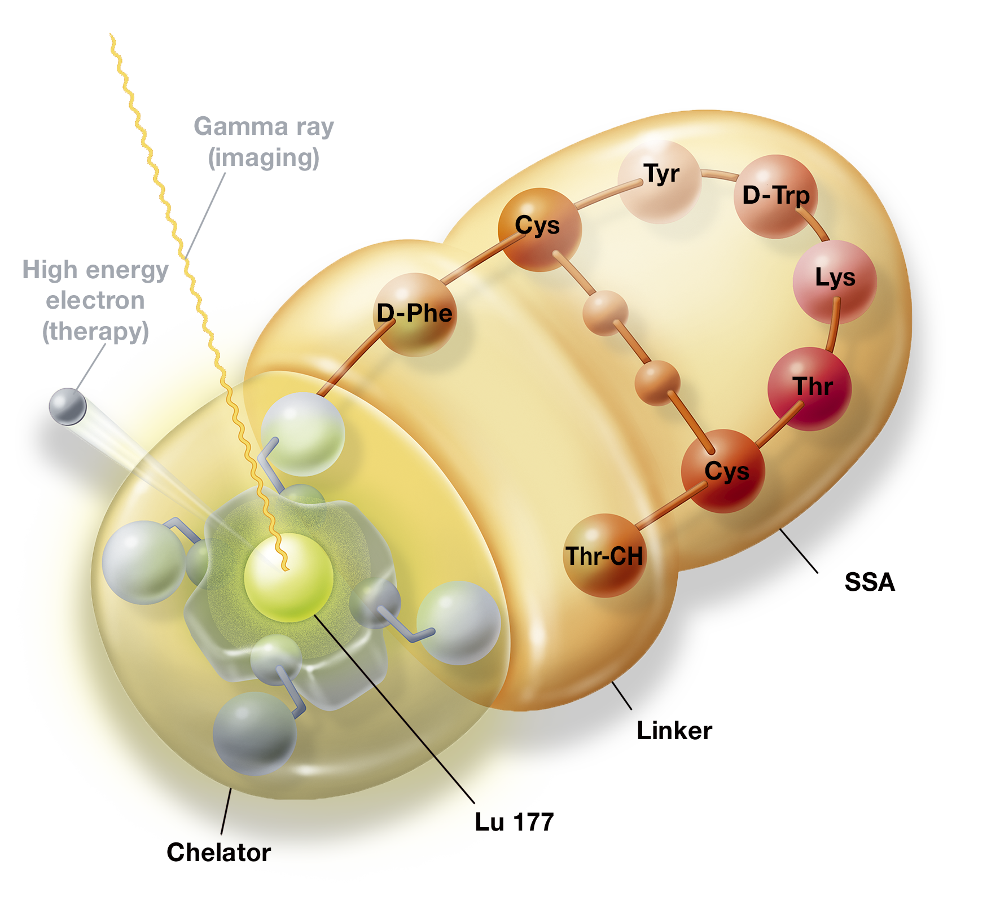 Gamma ray
(imaging)
High energy
electron
(therapy)
Tyr
D-Trp
Cys
Lys
D-Phe
Thr
Cys
Thr-CH
SSA
Linker
Lu 177
Chelator